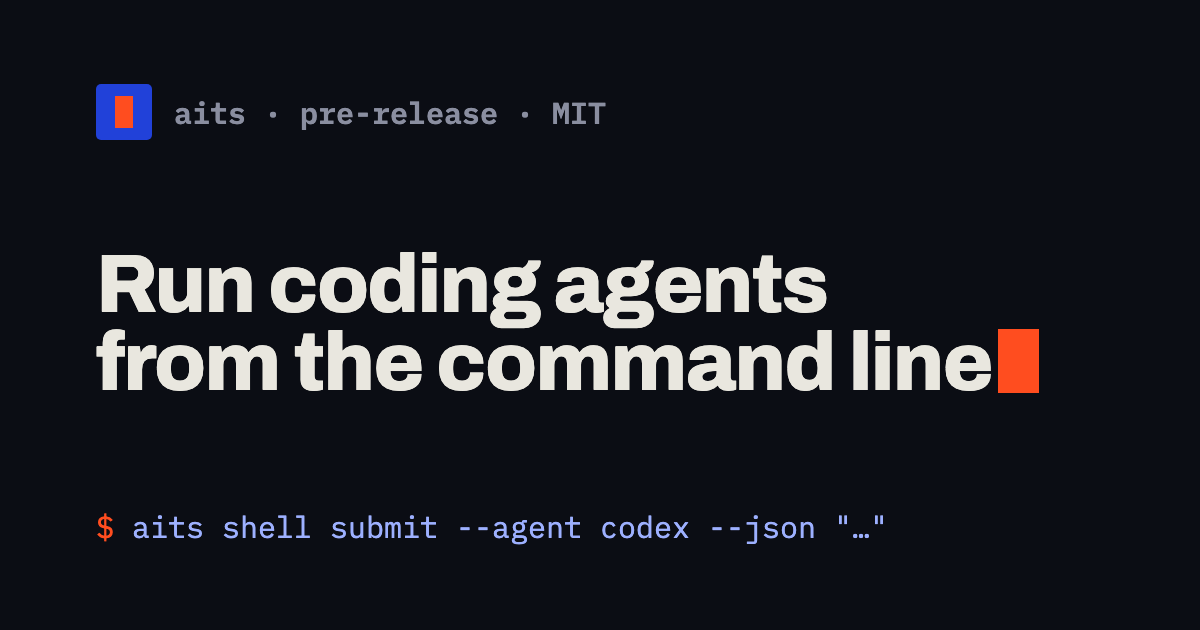 aits · pre-release · MIT
Run coding agents
from the command line
$ aits shell submit --agent codex --json "…"